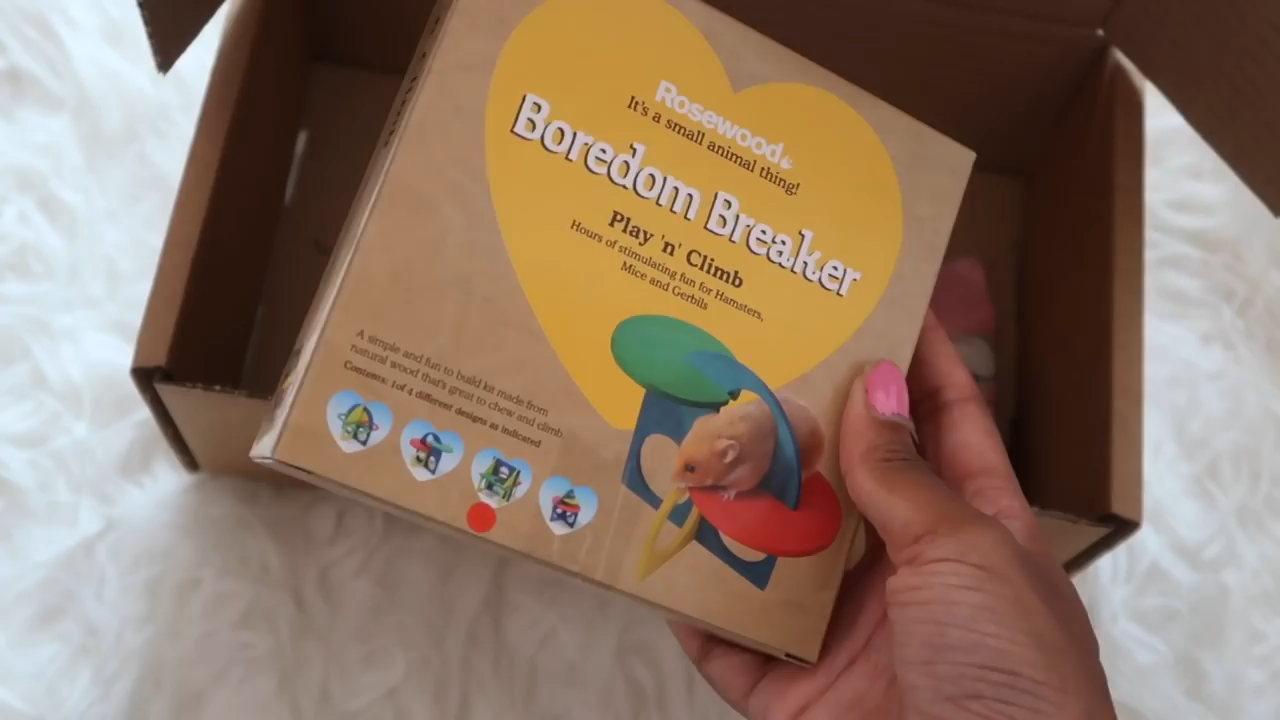 Rosewood
It's a small animal thing!
Boredom Breaker
Play 'n' Climb
Hours of stimulating fun for Hamsters,
Mice and Gerbils
A simple and fun to build kit made from
natural wood that's great to chew and climb
Contents: 1 of 4 different designs as indicated